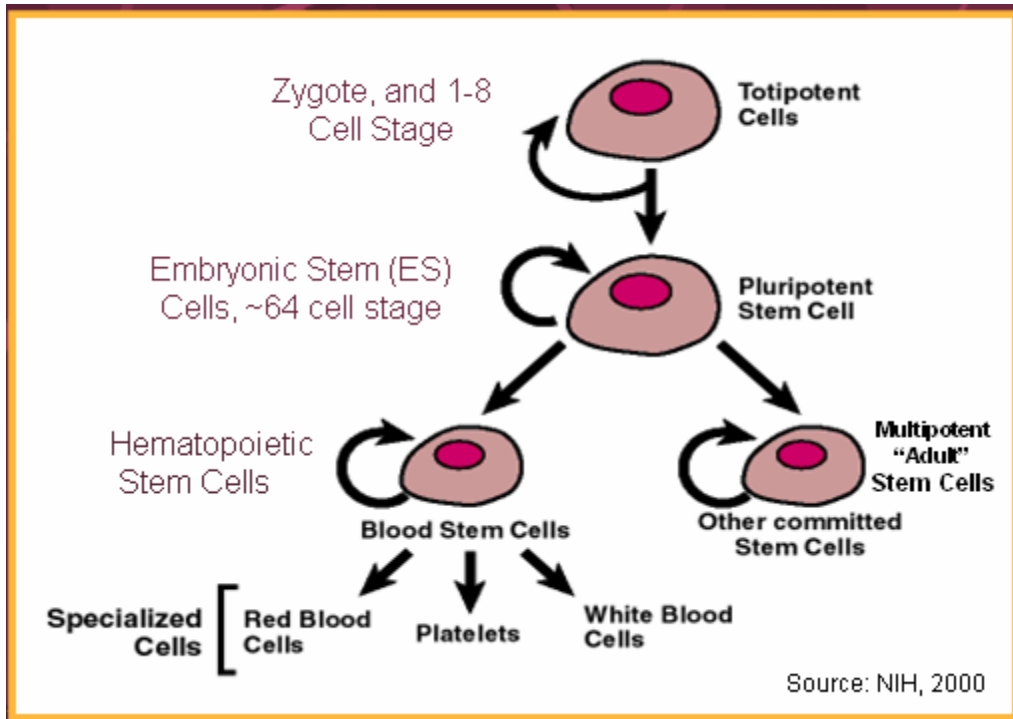 Zygote, and 1-8
Cell Stage
Totipotent
Cells
Embryonic Stem (ES)
Cells, ~64 cell stage
Pluripotent
Stem Cell
Hematopoietic
Stem Cells
Blood Stem Cells
Multipotent
“Adult”
Stem Cells
Other committed
Stem Cells
Specialized
Cells
Red Blood
Cells
Platelets
White Blood
Cells
Source: NIH, 2000